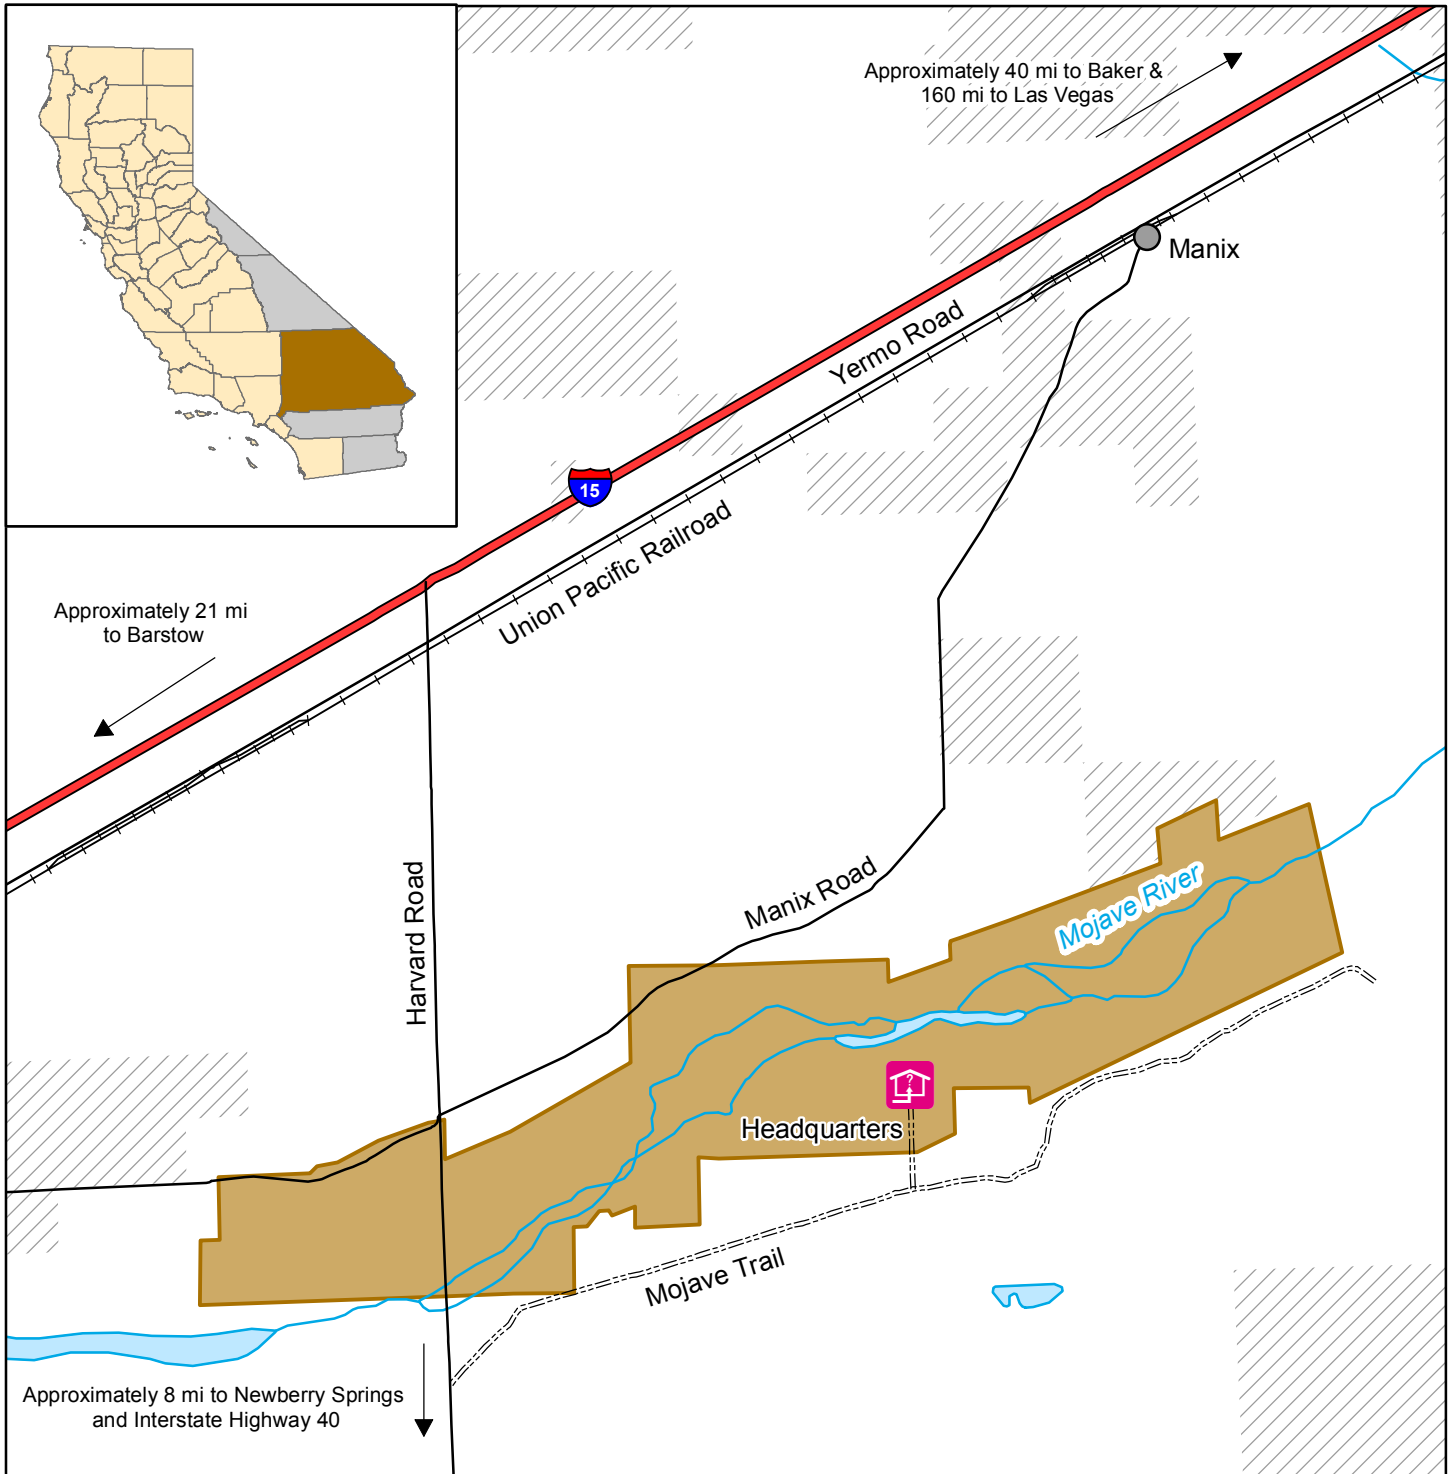 Approximately 40 mi to Baker &
160 mi to Las Vegas
Manix
Yermo Road
15
Union Pacific Railroad
Approximately 21 mi
to Barstow
Harvard Road
Manix Road
Mojave River
?
Headquarters
Mojave Trail
Approximately 8 mi to Newberry Springs
and Interstate Highway 40